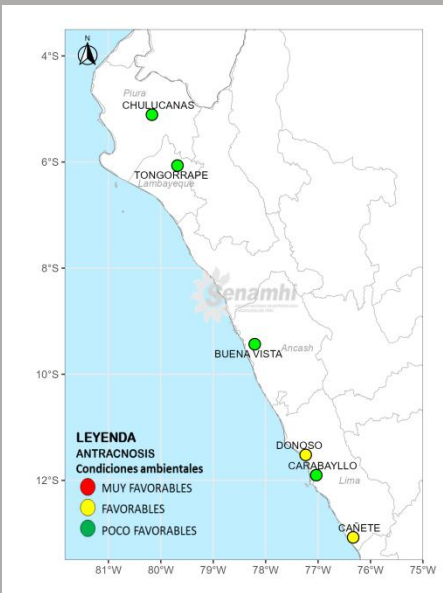 N
4°S
Piura
CHULUCANAS
6°S
TONGORRAPE
Lambayeque
8°S
Senamhi
BUENA VISTA
Ancash
10°S
LEYENDA
ANTRACNOSIS
Condiciones ambientales
MUY FAVORABLES
FAVORABLES
POCO FAVORABLES
DONOSO
CARABAYLLO
12°S
Lima
CAÑETE
81°W 80°W 79°W 78°W 77°W 76°W 75°W